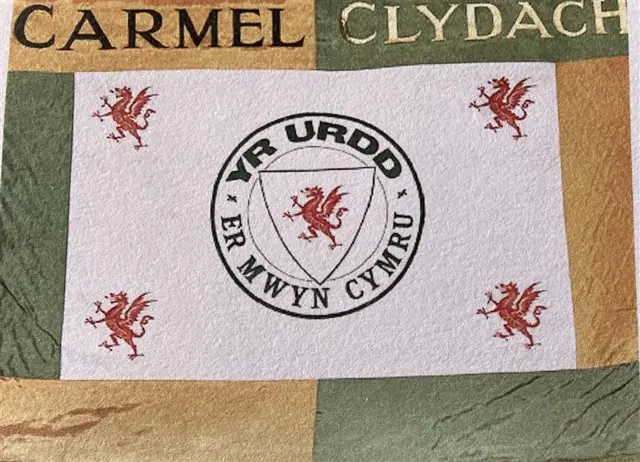 CARMEL CLYDACH
YR URDD
ER MWYN CYMRU